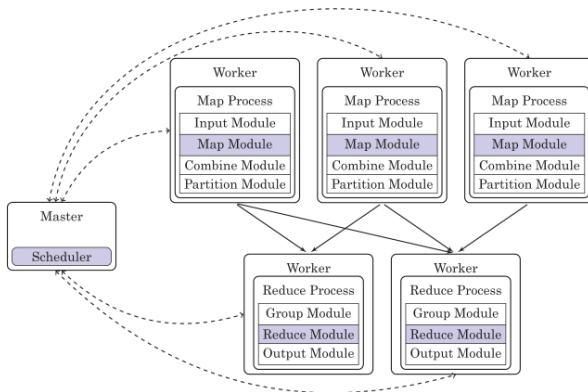 Worker
Map Process
Input Module
Map Module
Combine Module
Partition Module
Worker
Map Process
Input Module
Map Module
Combine Module
Partition Module
Worker
Map Process
Input Module
Map Module
Combine Module
Partition Module
Master
Scheduler
Worker
Reduce Process
Group Module
Reduce Module
Output Module
Worker
Reduce Process
Group Module
Reduce Module
Output Module